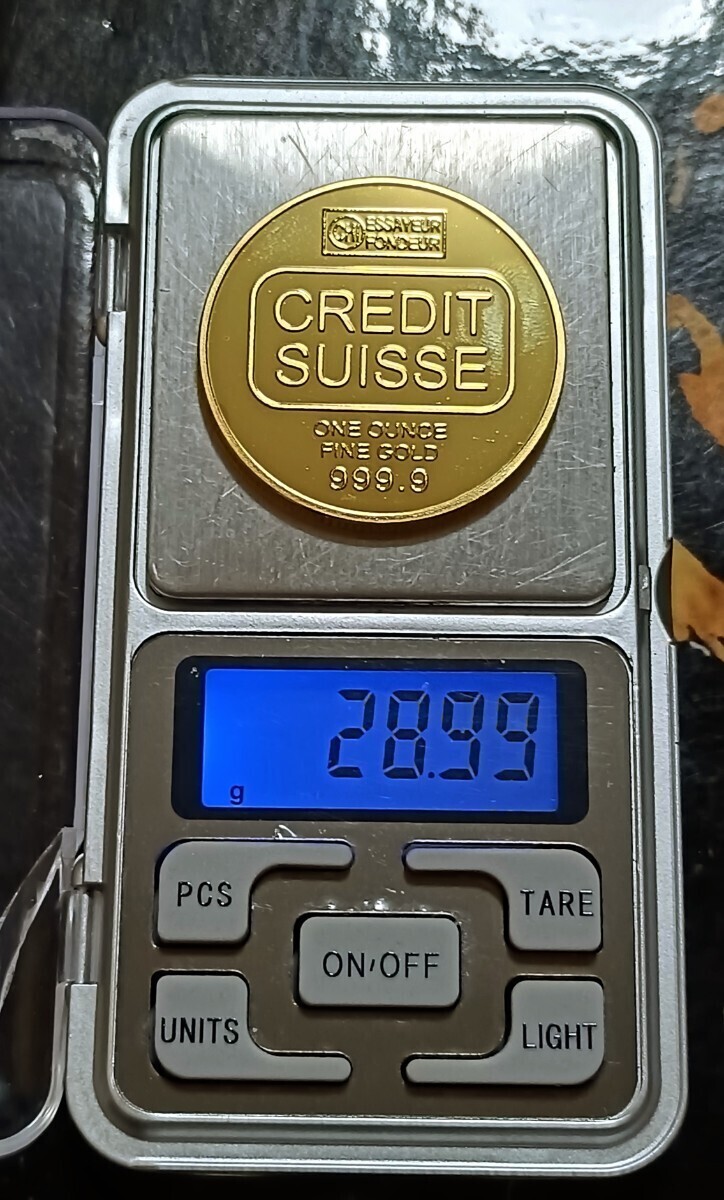 ESSAYEUR
FONDEUR
CREDIT
SUISSE
ONE OUNCE
FINE GOLD
999.9
28.99
g
PCS
TARE
ON/OFF
UNITS
LIGHT